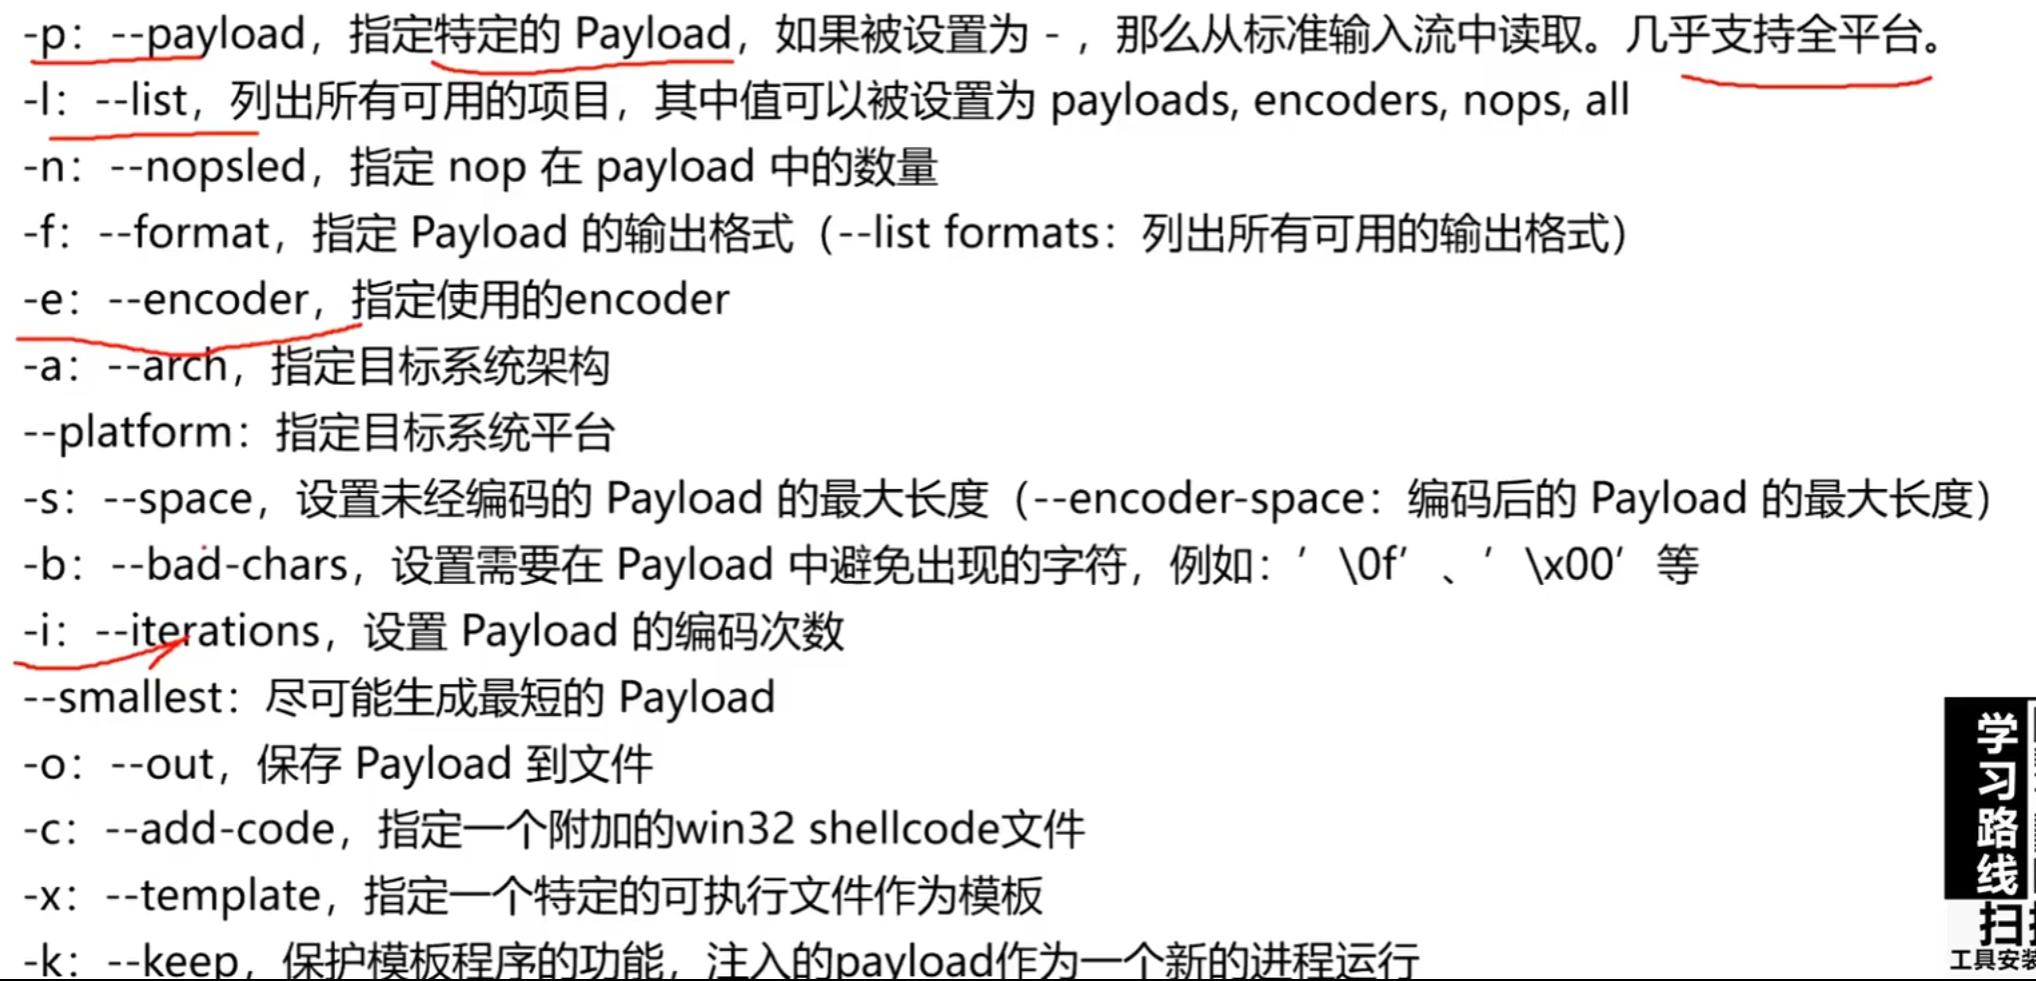 -p：--payload，指定特定的 Payload，如果被设置为 - ，那么从标准输入流中读取。几乎支持全平台。
-l：--list，列出所有可用的项目，其中值可以被设置为 payloads, encoders, nops, all
-n：--nopsled，指定 nop 在 payload 中的数量
-f：--format，指定 Payload 的输出格式（--list formats：列出所有可用的输出格式）
-e：--encoder，指定使用的encoder
-a：--arch，指定目标系统架构
--platform：指定目标系统平台
-s：--space，设置未经编码的 Payload 的最大长度（--encoder-space：编码后的 Payload 的最大长度）
-b：--bad-chars，设置需要在 Payload 中避免出现的字符，例如：’\0f’、’\x00’等
-i：--iterations，设置 Payload 的编码次数
--smallest：尽可能生成最短的 Payload
-o：--out，保存 Payload 到文件
-c：--add-code，指定一个附加的win32 shellcode文件
-x：--template，指定一个特定的可执行文件作为模板
-k：--keep，保护模板程序的功能，注入的payload作为一个新的进程运行
学习路线
扫
工具安装